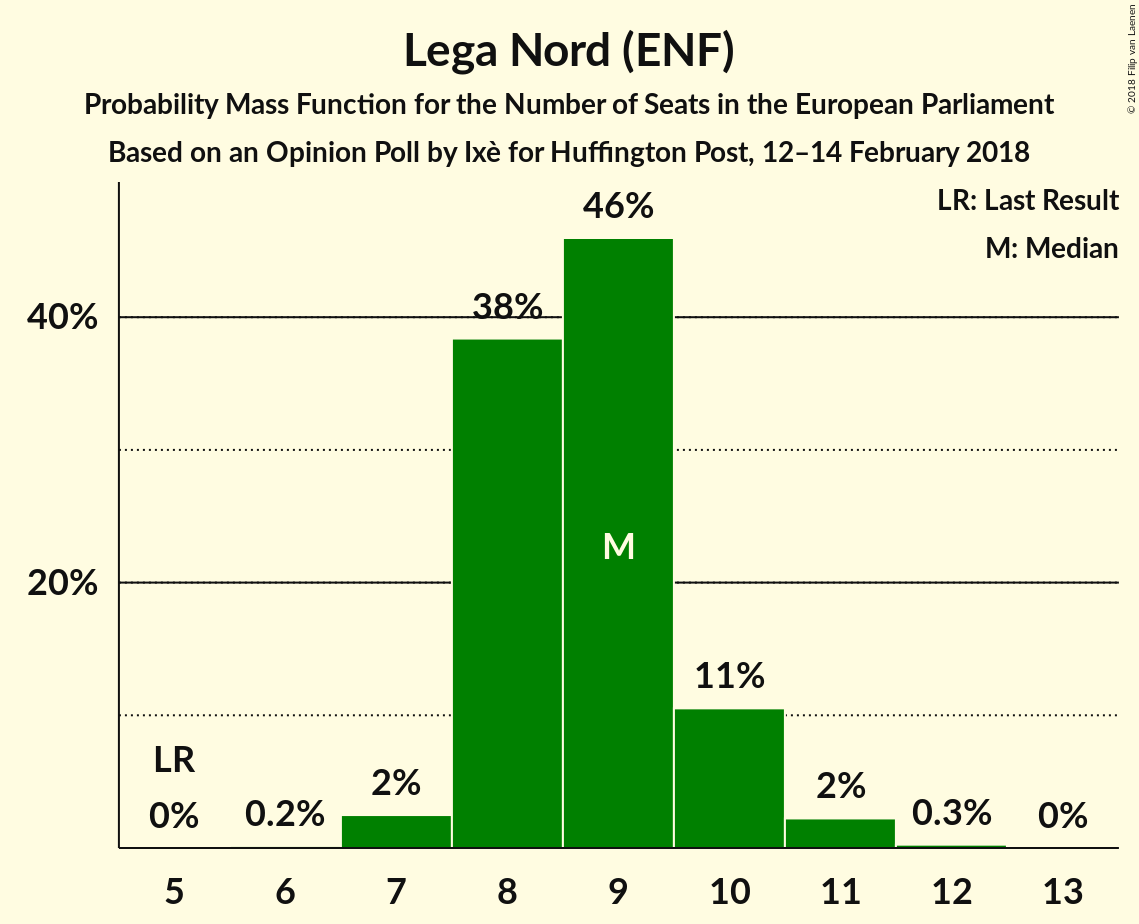 Lega Nord (ENF)
Probability Mass Function for the Number of Seats in the European Parliament
Based on an Opinion Poll by Ixè for Huffington Post, 12–14 February 2018
© 2018 Filip van Laenen
LR: Last Result
M: Median
46%
38%
40%
M
20%
11%
LR
2%
2%
0%
0.2%
0.3%
0%
5 6 7 8 9 10 11 12 13